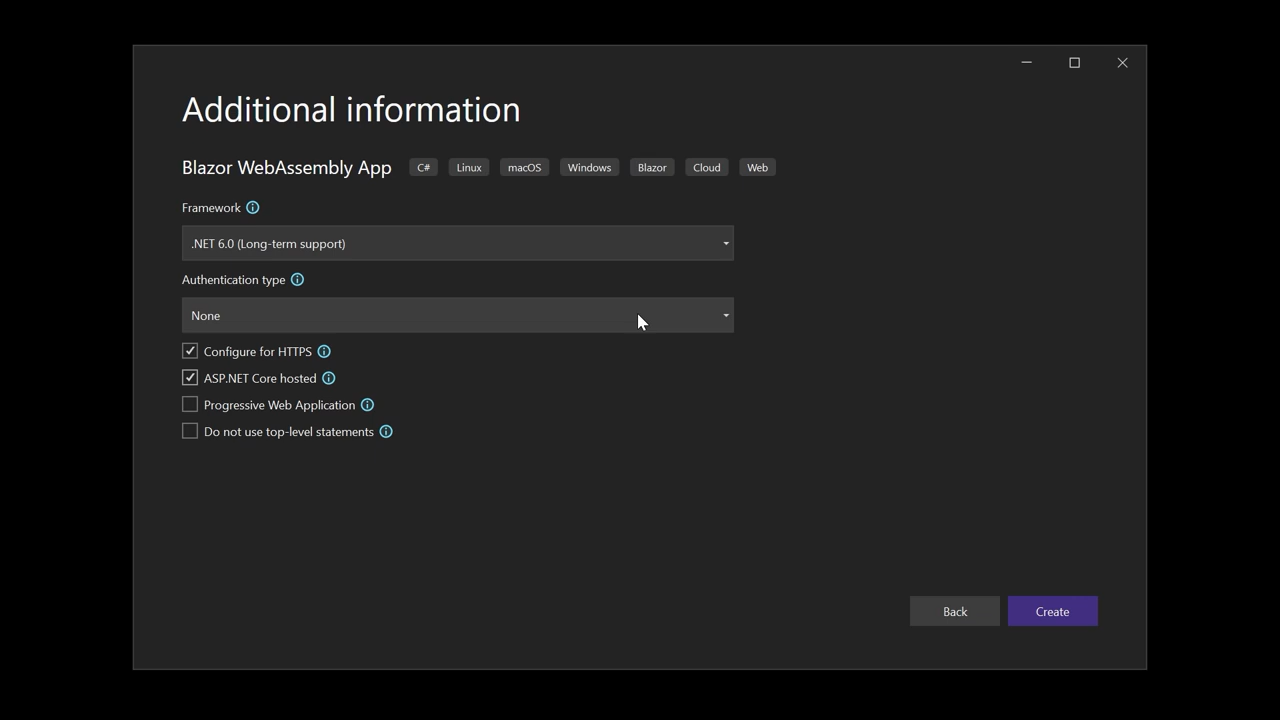 Additional information
Blazor WebAssembly App C# Linux macOS Windows Blazor Cloud Web
Framework
.NET 6.0 (Long-term support)
Authentication type
None
Configure for HTTPS
ASP.NET Core hosted
Progressive Web Application
Do not use top-level statements
Back Create